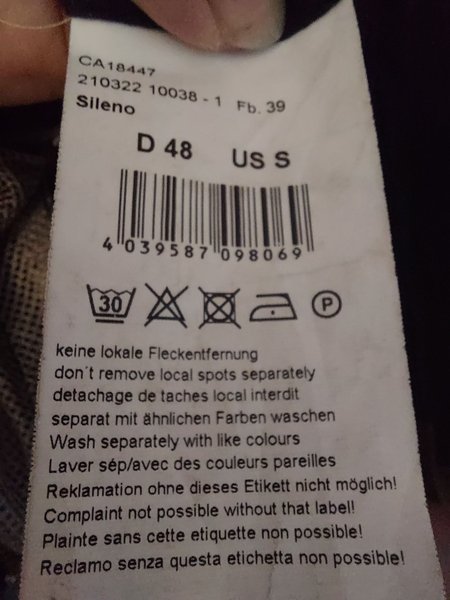 CA18447
210322 10038 - 1 Fb. 39
Sileno
D 48 US S
4 039587 098069
30 P
keine lokale Fleckentfernung
don´t remove local spots separately
detachage de taches local interdit
separat mit ähnlichen Farben waschen
Wash separately with like colours
Laver sép/avec des couleurs pareilles
Reklamation ohne dieses Etikett nicht möglich!
Complaint not possible without that label!
Plainte sans cette etiquette non possible!
Reclamo senza questa etichetta non possible!